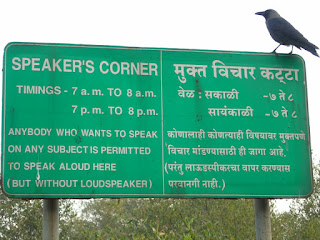 SPEAKER'S CORNER
TIMINGS - 7 a.m. TO 8 a.m.
7 p.m. TO 8 p.m.
ANYBODY WHO WANTS TO SPEAK
ON ANY SUBJECT IS PERMITTED
TO SPEAK ALOUD HERE
(BUT WITHOUT LOUDSPEAKER)
मुक्त विचार कट्टा
वेळ : सकाळी -७ ते ८
सायंकाळी -७ ते ८
कोणालाही कोणत्याही विषयावर मुक्तपणे
विचार मांडण्यासाठी ही जागा आहे.
(परंतु लाऊडस्पीकरचा वापर करण्यास
परवानगी नाही.)